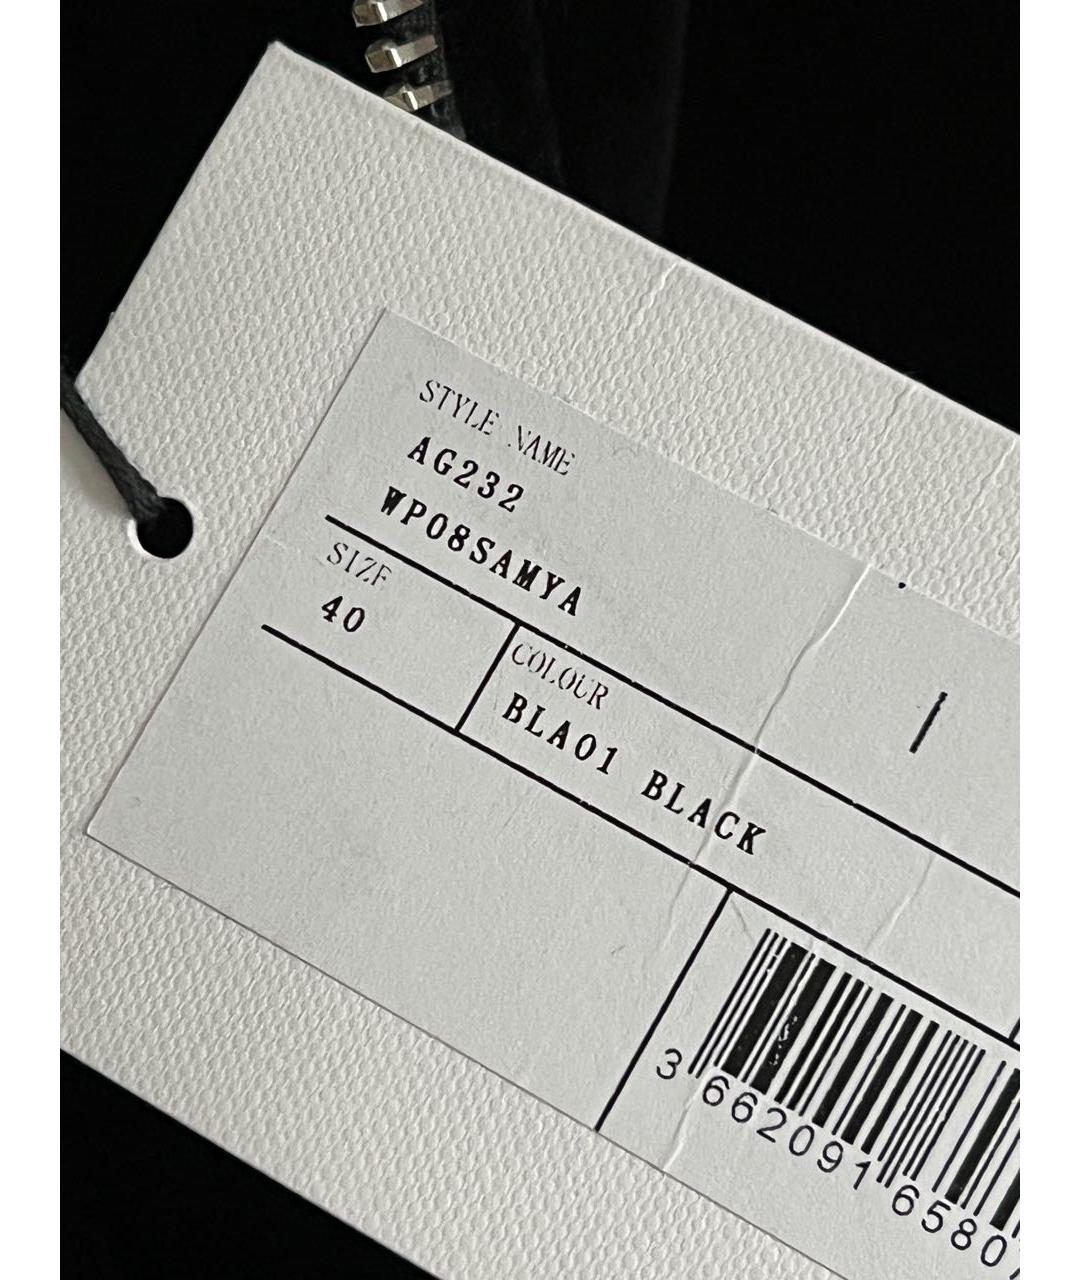 STYLE NAME
AG232
WP08SAMYA
SIZE
40
COLOUR
BLA01 BLACK
3 662091 6580